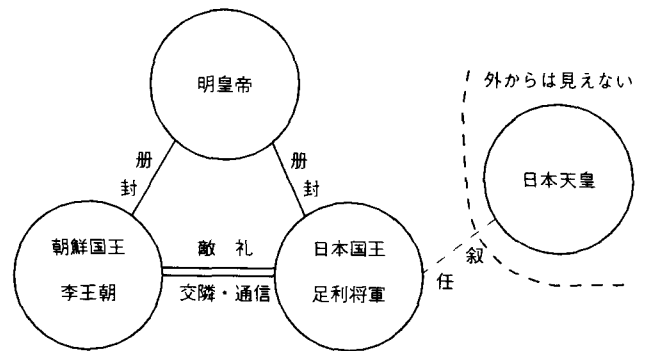 明皇帝
外からは見えない
日本天皇
册封
册封
朝鮮国王
李王朝
敵礼
交隣・通信
日本国王
足利将軍
叙任